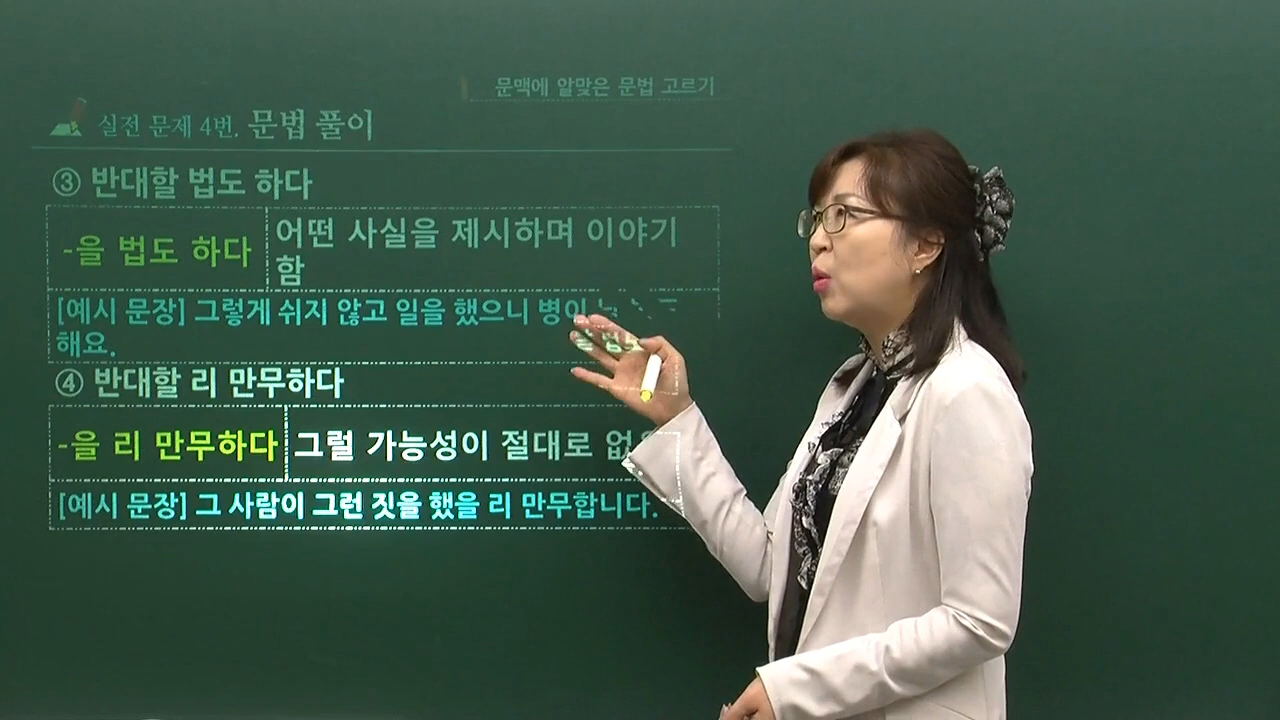 문맥에 알맞은 문법 고르기
실전 문제 4번. 문법 풀이
③ 반대할 법도 하다
-을 법도 하다
어떤 사실을 제시하며 이야기
함
[예시 문장] 그렇게 쉬지 않고 일을 했으니
해요.
④ 반대할 리 만무하다
-을 리 만무하다
그럴 가능성이 절대로
[예시 문장] 그 사람이 그런 짓을 했을 리 만무합니다.